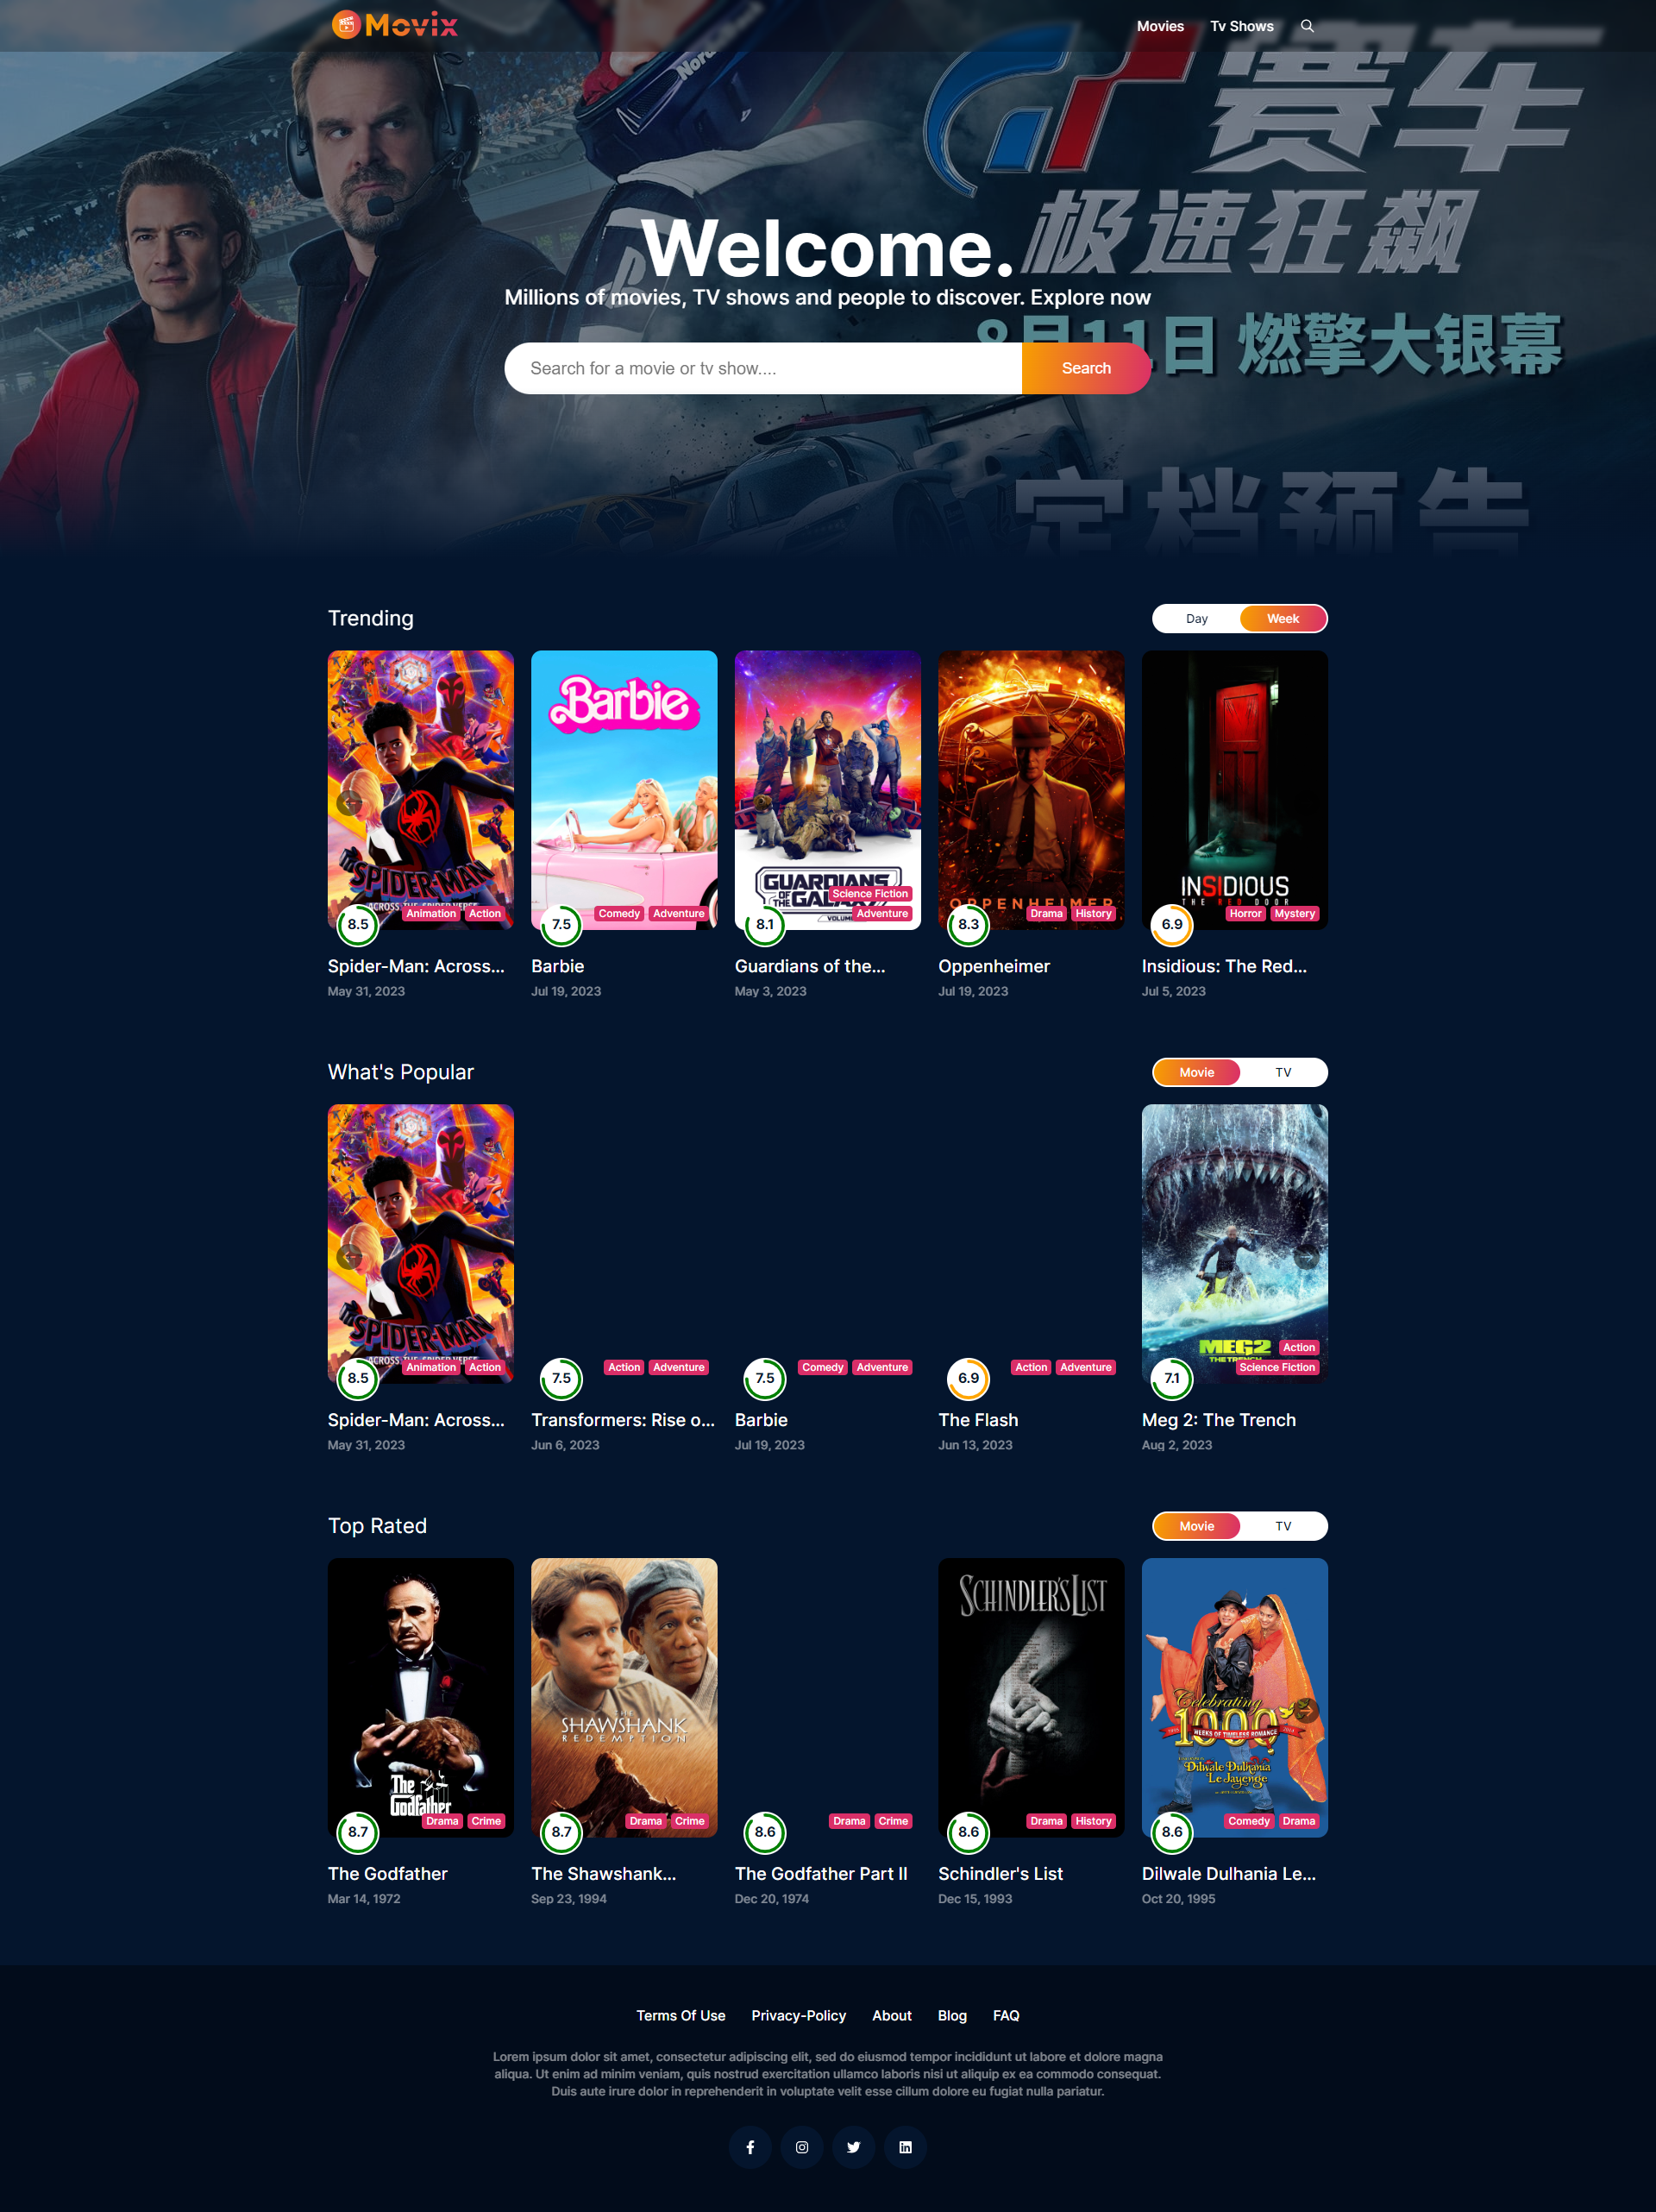 Movix
Movies
Tv Shows
Nord
GT赛车
极速狂飙
Welcome.
Millions of movies, TV shows and people to discover. Explore now
8月11日 燃擎大银幕
Search for a movie or tv show....
Search
定档预告
Trending
Day
Week
Barbie
SPIDER-MAN
ACROSS THE SPIDER-VERSE
GUARDIANS
OF THE
GALAXY
VOLUME
OPPENHEIMER
INSIDIOUS
THE RED DOOR
8.5
Animation
Action
7.5
Comedy
Adventure
8.1
Science Fiction
Adventure
8.3
Drama
History
6.9
Horror
Mystery
Spider-Man: Across...
Barbie
Guardians of the...
Oppenheimer
Insidious: The Red...
May 31, 2023
Jul 19, 2023
May 3, 2023
Jul 19, 2023
Jul 5, 2023
What's Popular
Movie
TV
SPIDER-MAN
ACROSS THE SPIDER-VERSE
MEG2
THE TRENCH
8.5
Animation
Action
7.5
Action
Adventure
7.5
Comedy
Adventure
6.9
Action
Adventure
7.1
Action
Science Fiction
Spider-Man: Across...
Transformers: Rise o...
Barbie
The Flash
Meg 2: The Trench
May 31, 2023
Jun 6, 2023
Jul 19, 2023
Jun 13, 2023
Aug 2, 2023
Top Rated
Movie
TV
The
Godfather
THE
SHAWSHANK
REDEMPTION
SCHINDLER'S LIST
Celebrating
1000
WEEKS OF TIMELESS ROMANCE
Dilwale Dulhania
Le Jayenge
8.7
Drama
Crime
8.7
Drama
Crime
8.6
Drama
Crime
8.6
Drama
History
8.6
Comedy
Drama
The Godfather
The Shawshank...
The Godfather Part II
Schindler's List
Dilwale Dulhania Le...
Mar 14, 1972
Sep 23, 1994
Dec 20, 1974
Dec 15, 1993
Oct 20, 1995
Terms Of Use
Privacy-Policy
About
Blog
FAQ
Lorem ipsum dolor sit amet, consectetur adipiscing elit, sed do eiusmod tempor incididunt ut labore et dolore magna
aliqua. Ut enim ad minim veniam, quis nostrud exercitation ullamco laboris nisi ut aliquip ex ea commodo consequat.
Duis aute irure dolor in reprehenderit in voluptate velit esse cillum dolore eu fugiat nulla pariatur.